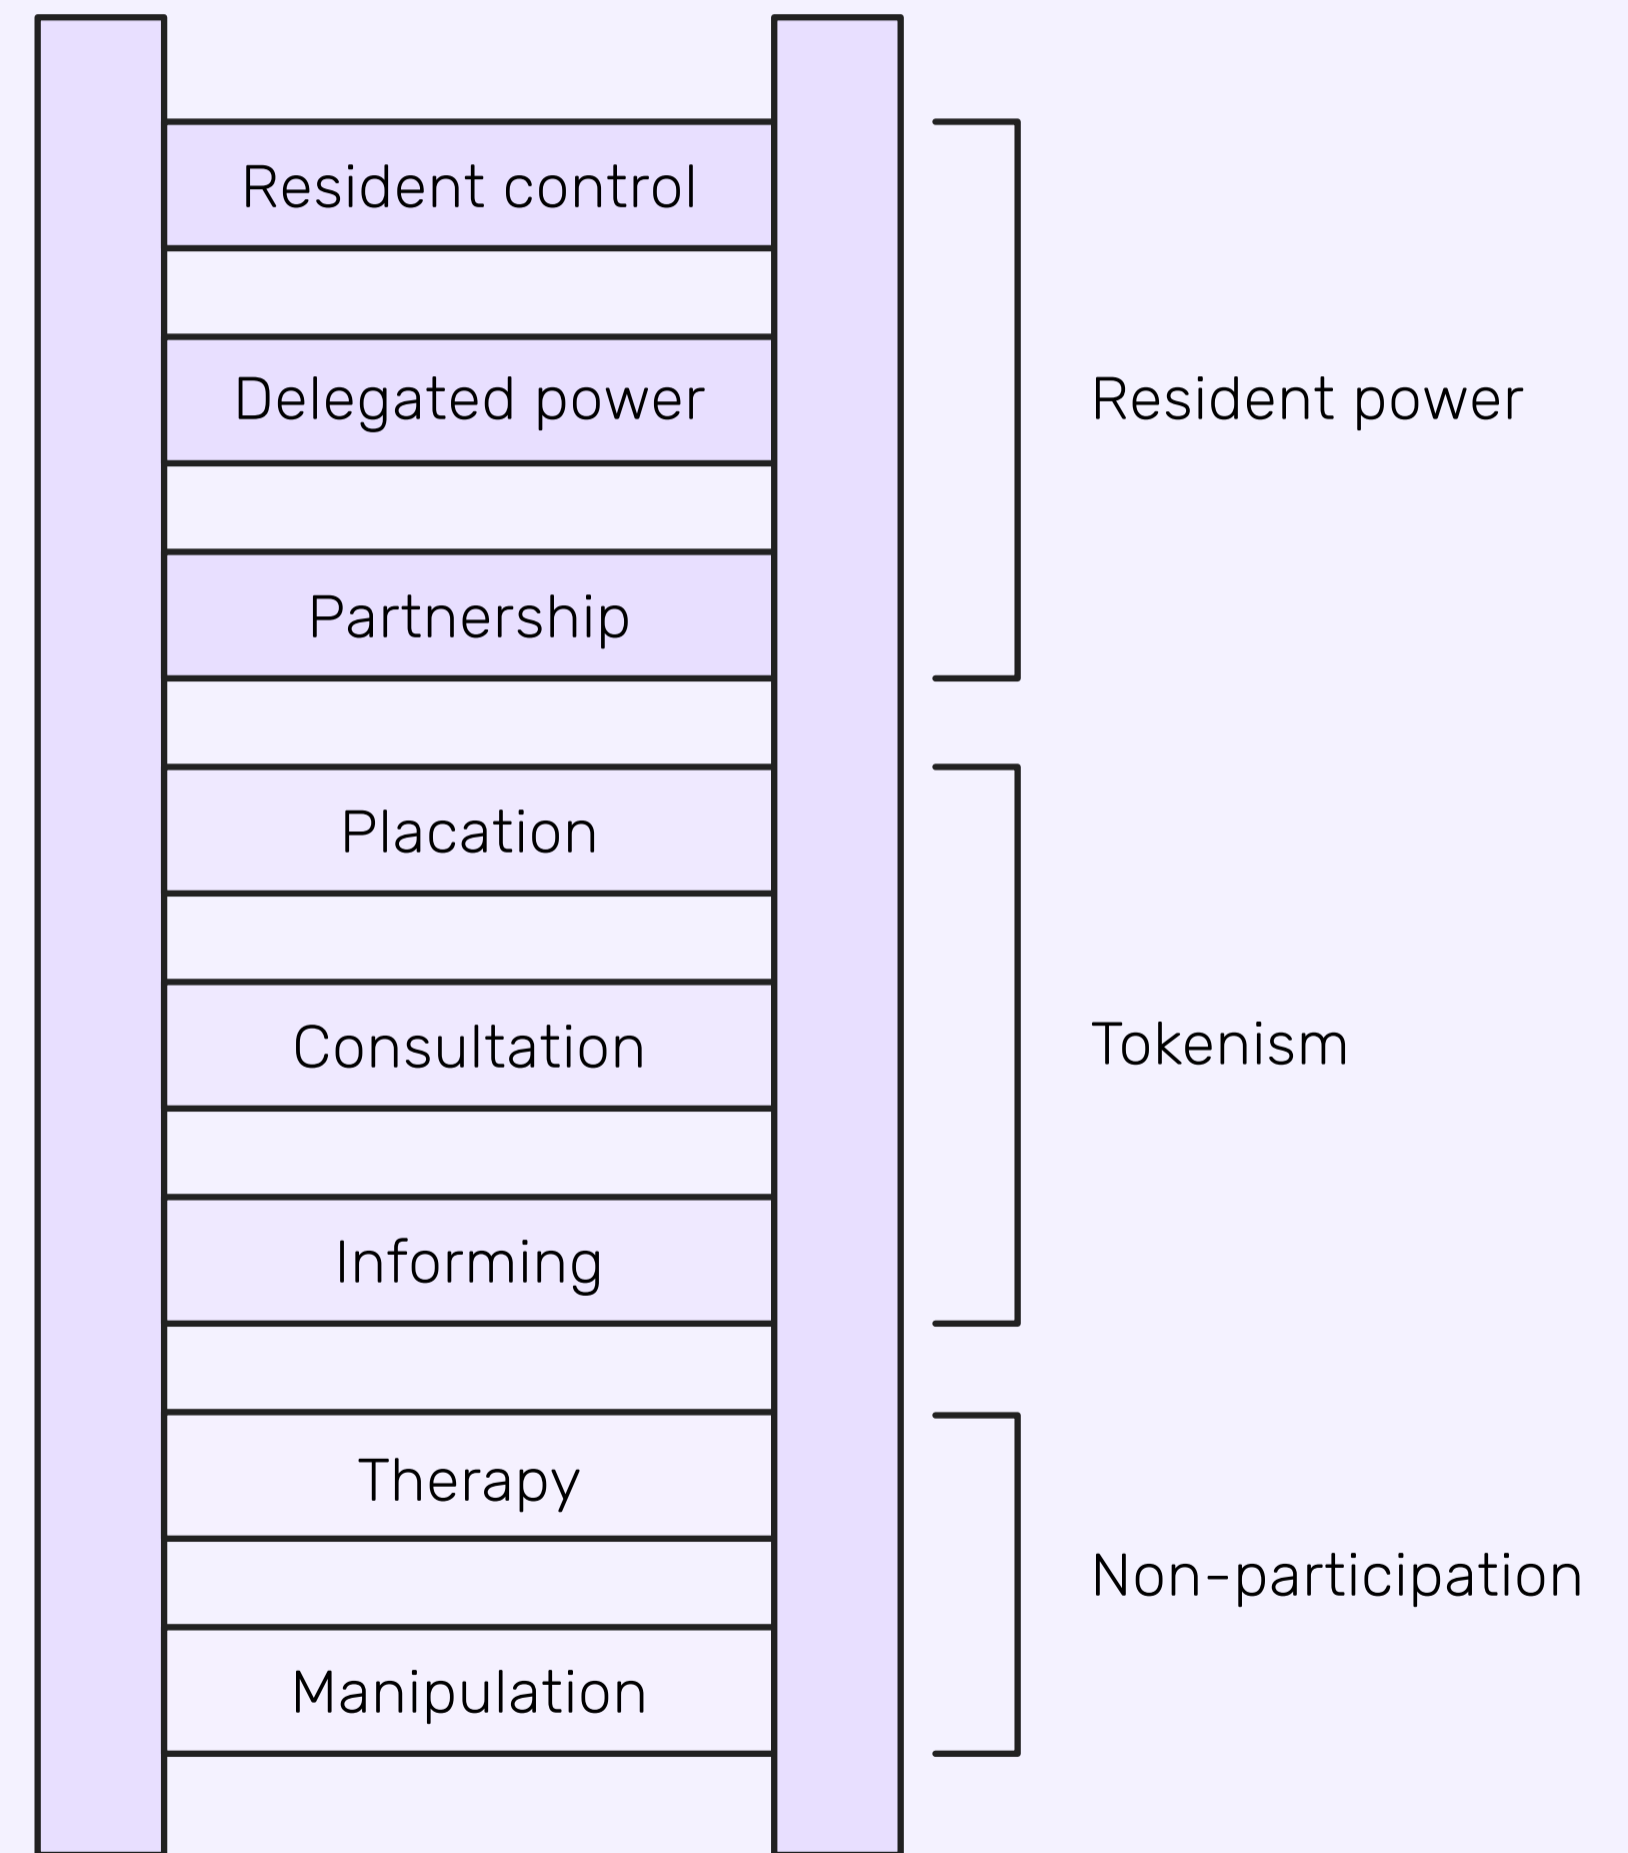 Resident control
Delegated power
Partnership
Resident power
Placation
Consultation
Informing
Tokenism
Therapy
Manipulation
Non-participation